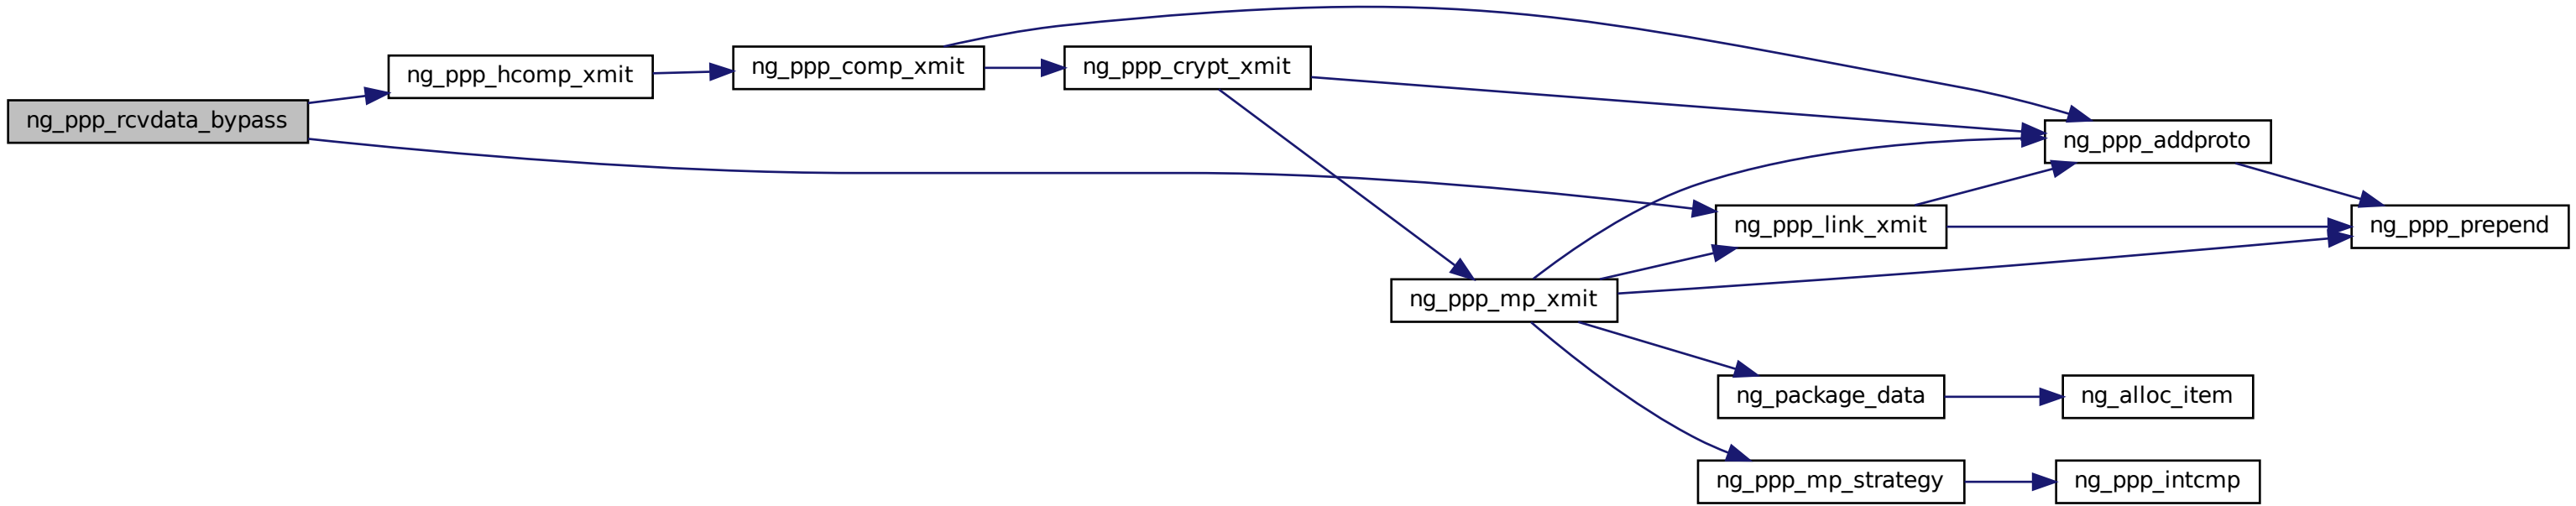 ng_ppp_rcvdata_bypass
ng_ppp_hcomp_xmit
ng_ppp_comp_xmit
ng_ppp_crypt_xmit
ng_ppp_addproto
ng_ppp_link_xmit
ng_ppp_prepend
ng_ppp_mp_xmit
ng_package_data
ng_alloc_item
ng_ppp_mp_strategy
ng_ppp_intcmp